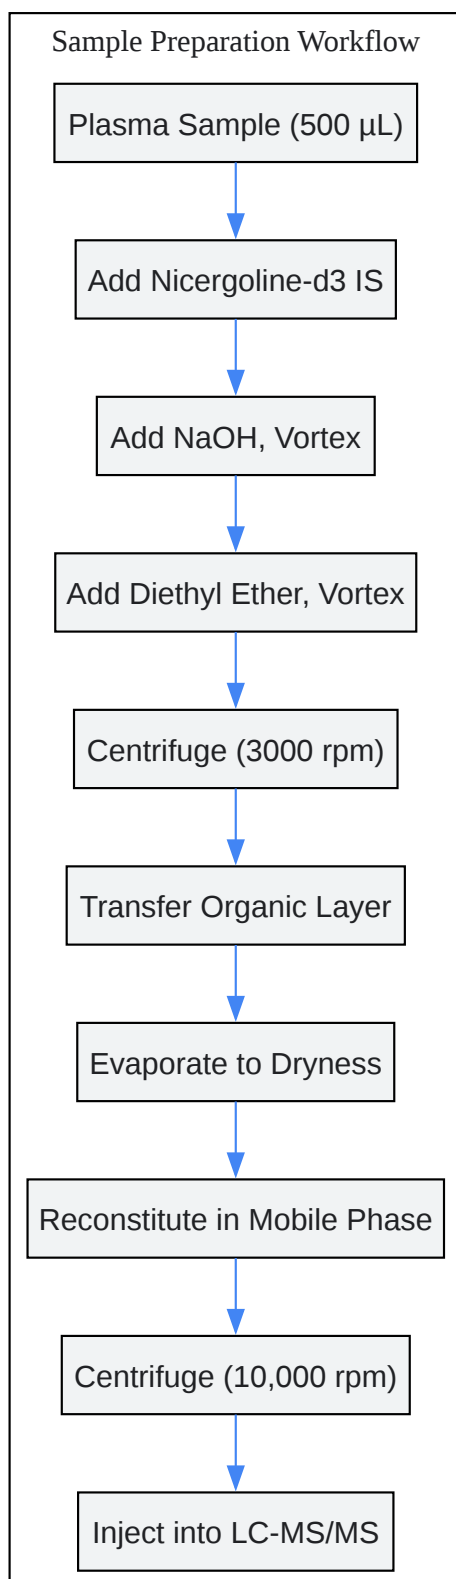 Sample Preparation Workflow
Plasma Sample (500 µL)
Add Nicergoline-d3 IS
Add NaOH, Vortex
Add Diethyl Ether, Vortex
Centrifuge (3000 rpm)
Transfer Organic Layer
Evaporate to Dryness
Reconstitute in Mobile Phase
Centrifuge (10,000 rpm)
Inject into LC-MS/MS